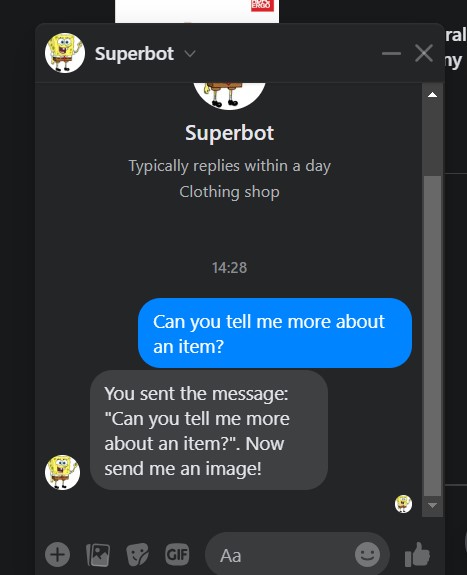 Superbot
Superbot
Typically replies within a day
Clothing shop
14:28
Can you tell me more about
an item?
You sent the message:
"Can you tell me more
about an item?". Now
send me an image!
GIF
Aa